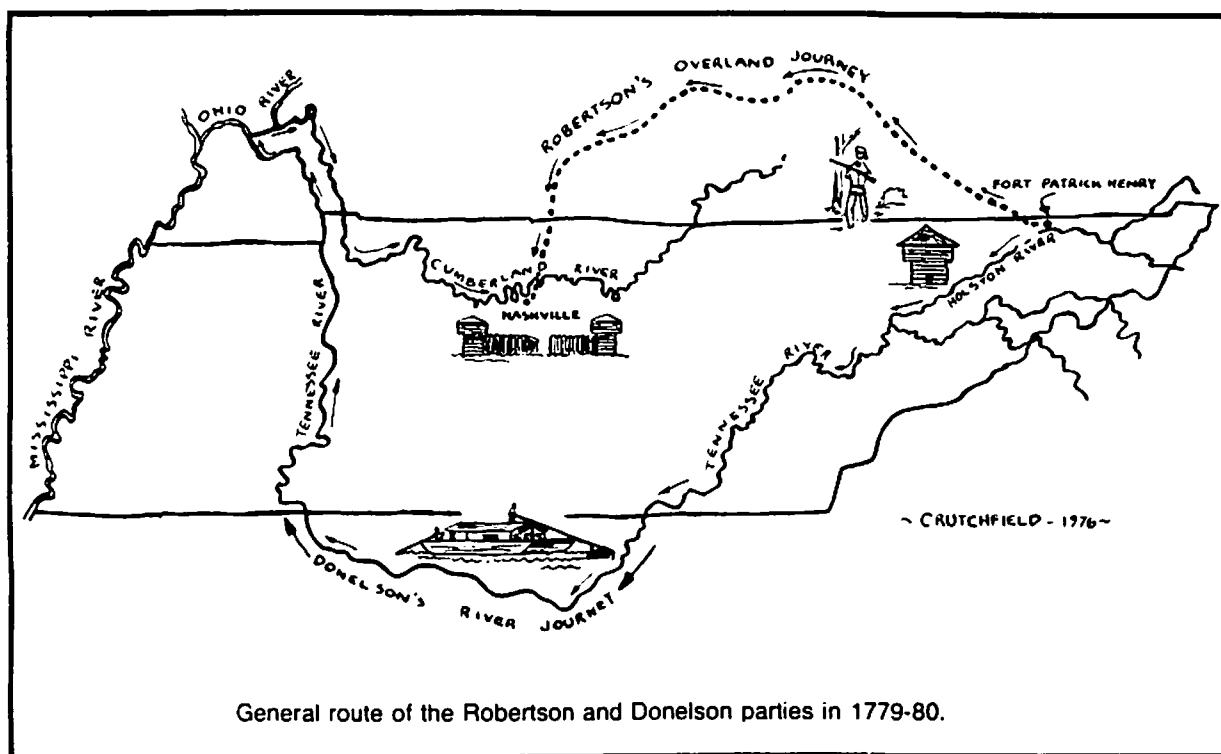 ROBERTSON'S OVERLAND JOURNEY
OHIO RIVER
FORT PATRICK HENRY
MISSISSIPPI RIVER
TENNESSEE RIVER
CUMBERLAND RIVER
NASHVILLE
HOLSTON RIVER
TENNESSEE RIVER
~ CRUTCHFIELD - 1976 ~
DONELSON'S RIVER JOURNEY
General route of the Robertson and Donelson parties in 1779-80.